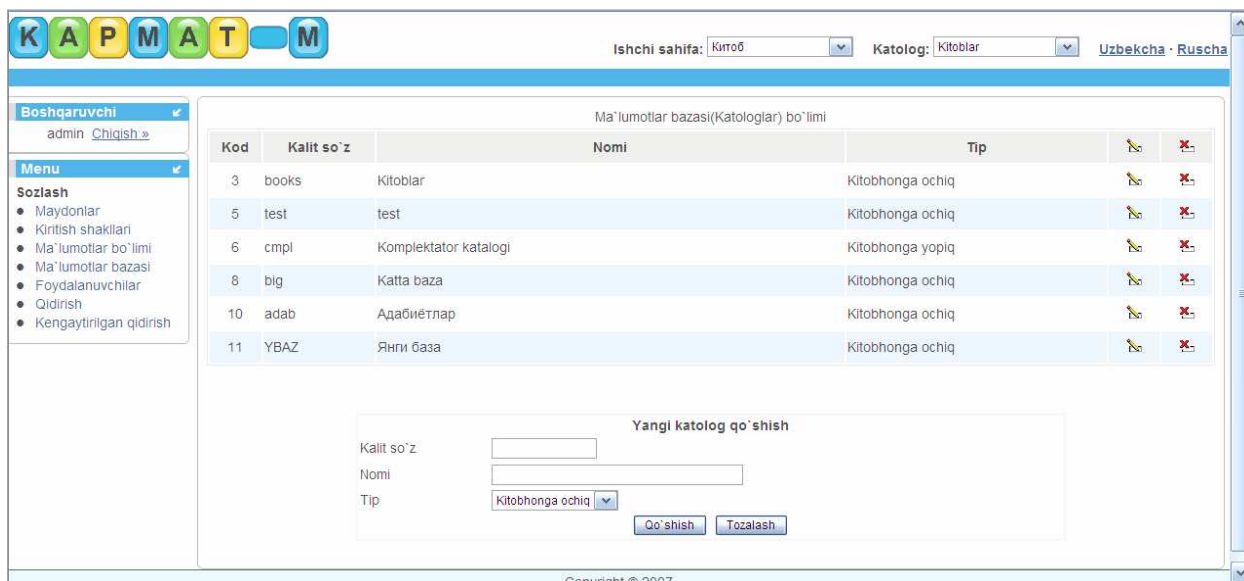 КАРМАТ-М
Ishchi sahifa: Китоб Katolog: Kitoblar Uzbekcha · Ruscha
Boshqaruvchi
admin Chiqish »
Menu
Sozlash
Maydonlar
Kiritish shakllari
Ma`lumotlar bo`limi
Ma`lumotlar bazasi
Foydalanuvchilar
Qidirish
Kengaytirilgan qidirish
Ma`lumotlar bazasi(Katologlar) bo`limi
Kod Kalit so`z Nomi Tip
3 books Kitoblar Kitobhonga ochiq
5 test test Kitobhonga ochiq
6 cmpl Komplektator katalogi Kitobhonga yopiq
8 big Katta baza Kitobhonga ochiq
10 adab Адабиётлар Kitobhonga ochiq
11 YBAZ Янги база Kitobhonga ochiq
Yangi katolog qo`shish
Kalit so`z
Nomi
Tip Kitobhonga ochiq
Qo`shish Tozalash
Copyright © 2007